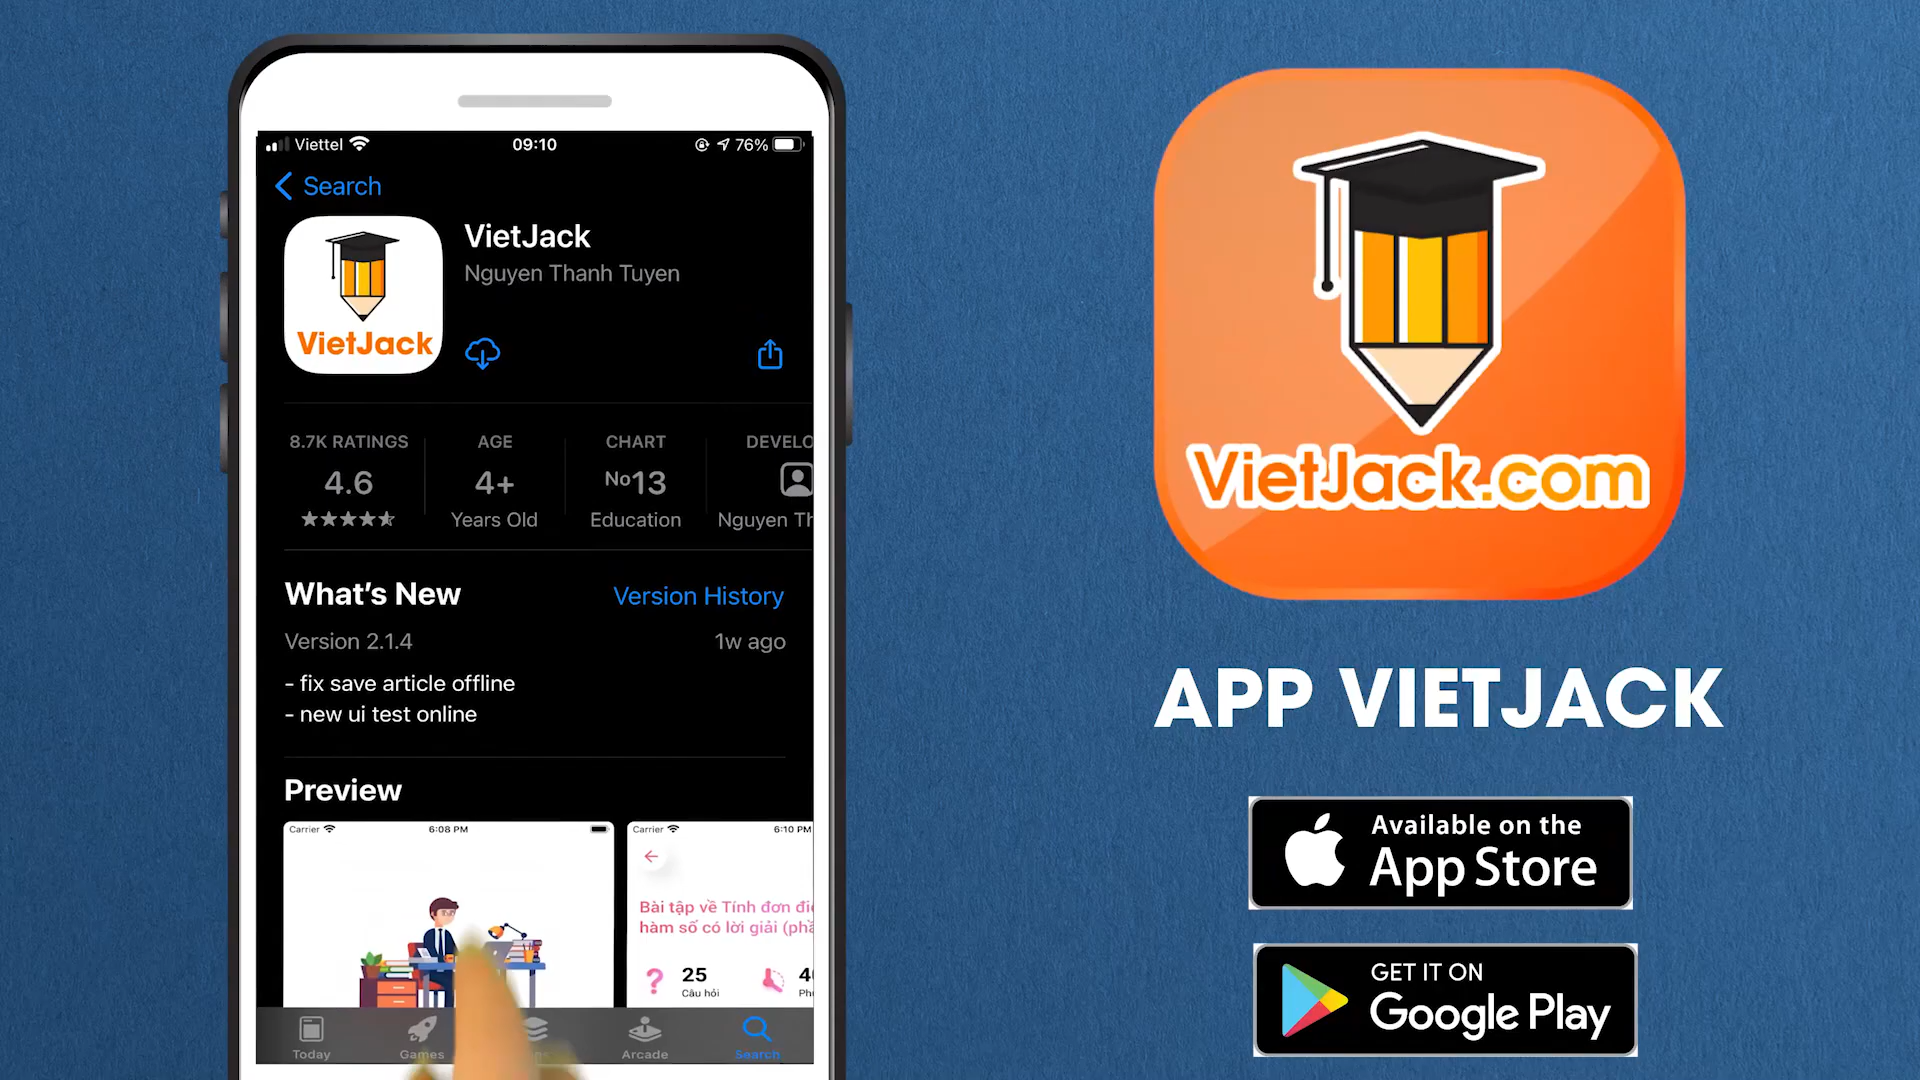 Viettel
09:10
76%
Search
VietJack
Nguyen Thanh Tuyen
VietJack
8.7K RATINGS
4.6
AGE
4+
Years Old
CHART
No13
Education
DEVELO
Nguyen Th
What's New
Version History
Version 2.1.4
1w ago
- fix save article offline
- new ui test online
Preview
Carrier
6:08 PM
Carrier
6:10 PM
Bài tập về Tính đơn đi
hàm số có lời giải (phầ
25
Câu hỏi
Today
Games
Arcade
Search
VietJack.com
APP VIETJACK
Available on the
App Store
GET IT ON
Google Play